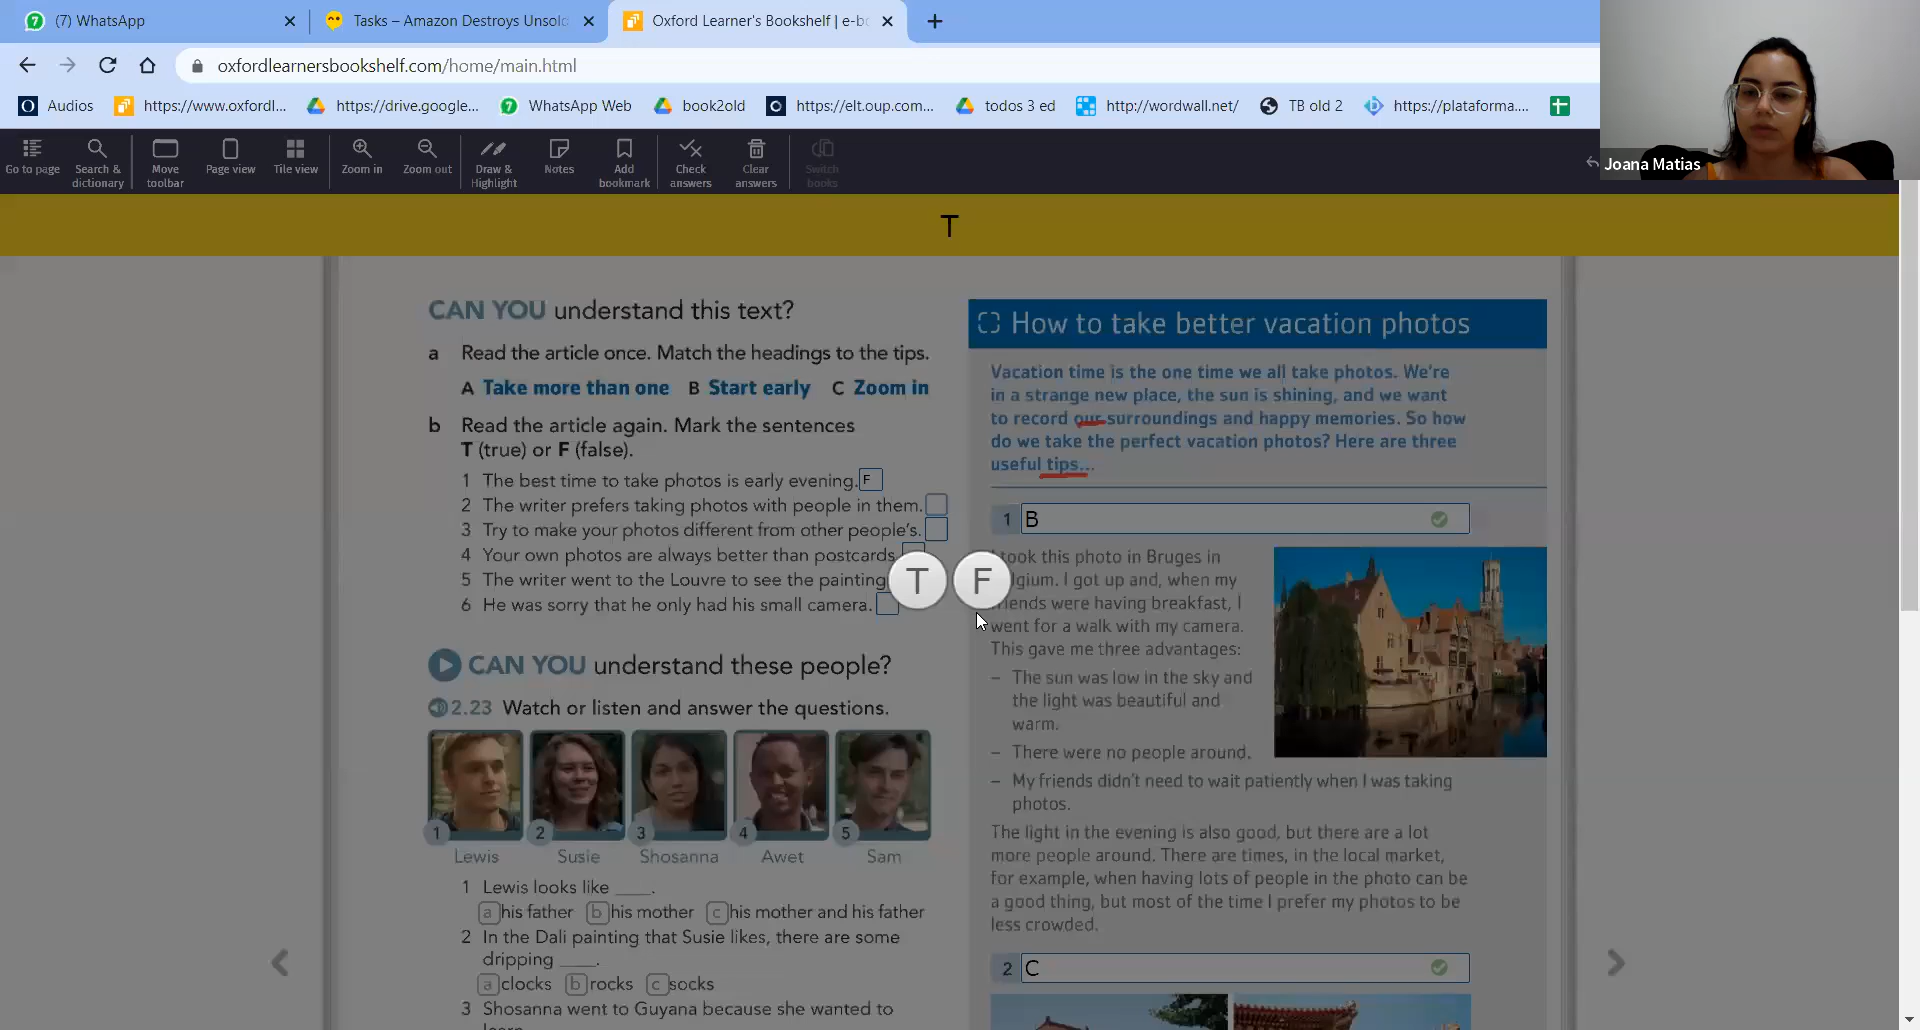 (7) WhatsApp
Tasks – Amazon Destroys Unsol
Oxford Learner's Bookshelf | e-bo
oxfordlearnersbookshelf.com/home/main.html
Audios
https://www.oxfordl...
https://drive.google...
WhatsApp Web
book2old
https://elt.oup.com...
todos 3 ed
http://wordwall.net/
TB old 2
https://plataforma....
Joana Matias
Go to page
Search & dictionary
Move toolbar
Page view
Tile view
Zoom in
Zoom out
Draw & Highlight
Notes
Add bookmark
Check answers
Clear answers
Switch books
T
CAN YOU understand this text?
a Read the article once. Match the headings to the tips.
A Take more than one B Start early C Zoom in
b Read the article again. Mark the sentences
T (true) or F (false).
1 The best time to take photos is early evening. F
2 The writer prefers taking photos with people in them.
3 Try to make your photos different from other people's.
4 Your own photos are always better than postcards
5 The writer went to the Louvre to see the painting
6 He was sorry that he only had his small camera.
T F
CAN YOU understand these people?
2.23 Watch or listen and answer the questions.
1 2 3 4 5
Lewis Susie Shosanna Awet Sam
1 Lewis looks like ____.
a his father b his mother c his mother and his father
2 In the Dali painting that Susie likes, there are some
dripping ____.
a clocks b rocks c socks
3 Shosanna went to Guyana because she wanted to
How to take better vacation photos
Vacation time is the one time we all take photos. We're
in a strange new place, the sun is shining, and we want
to record our surroundings and happy memories. So how
do we take the perfect vacation photos? Here are three
useful tips...
1 B
I took this photo in Bruges in
lgium. I got up and, when my
iends were having breakfast, I
went for a walk with my camera.
This gave me three advantages:
– The sun was low in the sky and
the light was beautiful and
warm.
– There were no people around.
– My friends didn't need to wait patiently when I was taking
photos.
The light in the evening is also good, but there are a lot
more people around. There are times, in the local market,
for example, when having lots of people in the photo can be
a good thing, but most of the time I prefer my photos to be
less crowded.
2 C